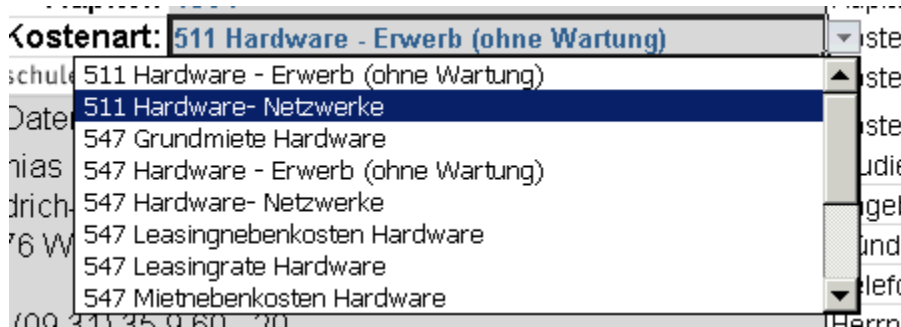 Kostenart: 511 Hardware - Erwerb (ohne Wartung)
511 Hardware - Erwerb (ohne Wartung)
511 Hardware- Netzwerke
547 Grundmiete Hardware
547 Hardware - Erwerb (ohne Wartung)
547 Hardware- Netzwerke
547 Leasingnebenkosten Hardware
547 Leasingrate Hardware
547 Mietnebenkosten Hardware